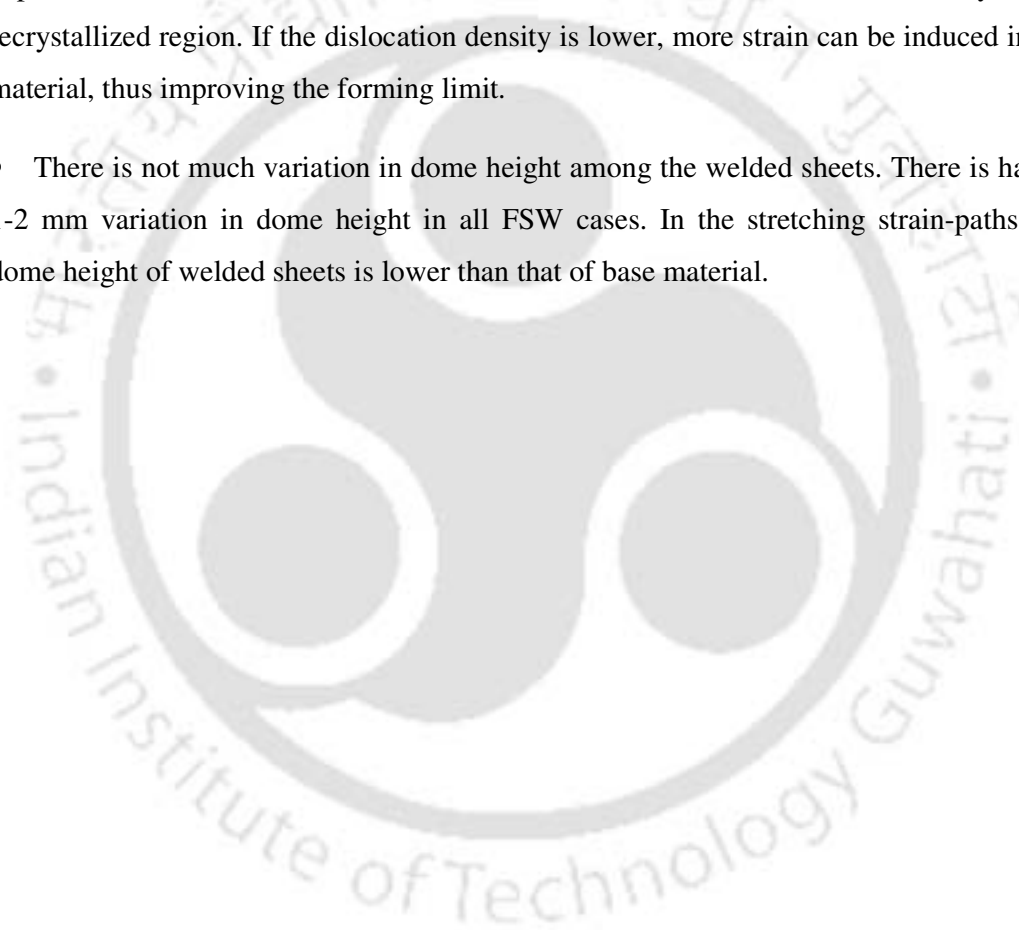 ecrystallized region. If the dislocation density is lower, more strain can be induced in
naterial, thus improving the forming limit.
There is not much variation in dome height among the welded sheets. There is ha
-2 mm variation in dome height in all FSW cases. In the stretching strain-paths
dome height of welded sheets is lower than that of base material.
• Indian Institute of Technology Guwahati •